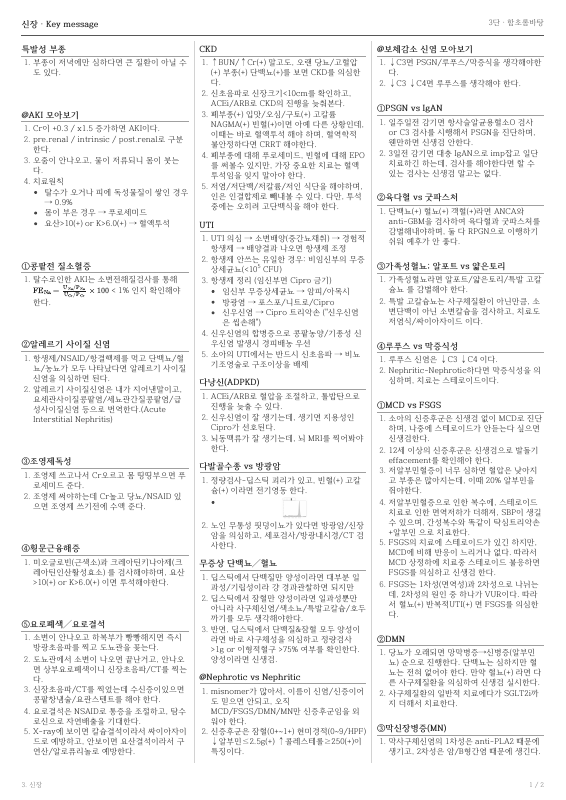 신장 · Key message
3단 · 함초롬바탕
특발성 부종
1. 부종이 저녁에만 심하다면 큰 질환이 아닐 수
도 있다.
@AKI 모아보기
1. Cr이 +0.3 / x1.5 증가하면 AKI이다.
2. pre.renal / intrinsic / post.renal로 구분
한다.
3. 오줌이 안나오고, 몸이 저류되니 몸이 붓는
다.
4. 치료원칙
• 탈수가 오거나 피에 독성물질이 쌓인 경우
→ 0.9%
• 몸이 부은 경우 → 푸로세미드
• 요산>10(+) or K>6.0(+) → 혈액투석
①콩팥전 질소혈증
1. 탈수로인한 AKI는 소변전해질검사를 통해
× 100 < 1% 인지 확인해야
한다.
②알레르기 사이질 신염
1. 항생제/NSAID/항결핵제를 먹고 단백뇨/혈
뇨/농뇨가 모두 나타났다면 알레르기 사이질
신염을 의심하면 된다.
2. 알레르기 사이질신염은 내가 지어낸말이고,
요세관사이질콩팥염/세뇨관간질콩팥염/급
성사이질신염 등으로 번역한다.(Acute
Interstitial Nephritis)
③조영제독성
1. 조영제 쓰고나서 Cr오르고 몸 띵띵부으면 푸
로세미드 준다.
2. 조영제 써야하는데 Cr높고 당뇨/NSAID 있
으면 조영제 쓰기전에 수액 준다.
④횡문근융해증
1. 미오글로빈(근색소)과 크레아틴키나아제(크
레아틴인산활성효소) 를 검사해야하며, 요산
>10(+) or K>6.0(+) 이면 투석해야한다.
⑤요로폐색／요로결석
1. 소변이 안나오고 하복부가 빵빵해지면 즉시
방광초음파를 찍고 도뇨관을 꽂는다.
2. 도뇨관에서 소변이 나오면 끝난거고, 안나오
면 상부요로폐색이니 신장초음파/CT를 찍는
다.
3. 신장초음파/CT를 찍었는데 수신증이있으면
콩팥창냄술/요관스텐트를 해야 한다.
4. 요로결석은 NSAID로 통증을 조절하고, 탐수
로신으로 자연배출을 기대한다.
5. X-ray에 보이면 칼슘결석이라서 싸이아자이
드로 예방하고, 안보이면 요산결석이라서 구
연산/알로퓨리놀로 예방한다.
CKD
1. ↑BUN/↑Cr(+) 말고도, 오랜 당뇨/고혈압
(+) 부종(+) 단백뇨(+)를 보면 CKD를 의심한
다.
2. 신초음파로 신장크기<10cm를 확인하고,
ACEi/ARB로 CKD의 진행을 늦춰본다.
3. 폐부종(+) 입맛/오심/구토(+) 고칼륨
NAGMA(+) 빈혈(+)이면 아예 다른 상황인데,
이때는 바로 혈액투석 해야 하며, 혈역학적
불안정하다면 CRRT 해야한다.
4. 폐부종에 대해 푸로세미드, 빈혈에 대해 EPO
를 써볼수 있지만, 가장 중요한 치료는 혈액
투석임을 잊지 말아야 한다.
5. 저염/저단백/저칼륨/저인 식단을 해야하며,
인은 인결합제로 빼내볼 수 있다. 다만, 투석
중에는 오히려 고단백식을 해야 한다.
UTI
1. UTI 의심 → 소변배양(중간뇨채취) → 경험적
항생제 → 배양결과 나오면 항생제 조정
2. 항생제 안쓰는 유일한 경우: 비임신부의 무증
상세균뇨(<10⁵ CFU)
3. 항생제 정리 (임신부면 Cipro 금기)
• 임신부 무증상세균뇨 → 암피/아목시
• 방광염 → 포스포/니트로/Cipro
• 신우신염 → Cipro 트리악손 ("신우신염
은 씹손해")
4. 신우신염의 합병증으로 콩팥농양/기종성 신
우신염 발생시 경피배농 우선
5. 소아의 UTI에서는 반드시 신초음파 → 비뇨
기조영술로 구조이상을 배제
다낭신(ADPKD)
1. ACEi/ARB로 혈압을 조절하고, 톨밥탄으로
진행을 늦출 수 있다.
2. 신우신염이 잘 생기는데, 생기면 지용성인
Cipro가 선호된다.
3. 뇌동맥류가 잘 생기는데, 뇌 MRI를 찍어봐야
한다.
다발골수종 vs 방광암
1. 정량검사-딥스틱 괴리가 있고, 빈혈(+) 고칼
슘(+) 이라면 전기영동 한다.
•
2. 노인 무통성 핏덩이뇨가 있다면 방광암/신장
암을 의심하고, 세포검사/방광내시경/CT 검
사한다.
무증상 단백뇨／혈뇨
1. 딥스틱에서 단백질만 양성이라면 대부분 일
과성/기립성이라 걍 경과관찰하면 되지만
2. 딥스틱에서 잠혈만 양성이라면 일과성뿐만
아니라 사구체신염/색소뇨/특발고칼슘/호두
까기를 모두 생각해야한다.
3. 반면, 딥스틱에서 단백질&잠혈 모두 양성이
라면 바로 사구체신염을 의심하고 정량검사
>1g or 이형적혈구 >75% 여부를 확인한다.
양성이라면 신생검.
@Nephrotic vs Nephritic
1. misnomer가 많아서, 이름이 신염/신증이어
도 믿으면 안되고, 오직
MCD/FSGS/DMN/MN만 신증후군임을 외
워야 한다.
2. 신증후군은 잠혈(0+~1+) 현미경적(0~9/HPF)
↓알부민≤2.5g(+) ↑콜레스테롤≥250(+)이
특징이다.
@보체감소 신염 모아보기
1. ↓C3면 PSGN/루푸스/막증식을 생각해야한
다.
2. ↓C3 ↓C4면 루푸스를 생각해야 한다.
①PSGN vs IgAN
1. 일주일전 감기면 항사슬알균용혈소O 검사
or C3 검사를 시행해서 PSGN을 진단하며,
웬만하면 신생검 안한다.
2. 3일전 감기면 대충 IgAN으로 imp잡고 일단
치료하긴 하는데, 검사를 해야한다면 할 수
있는 검사는 신생검 말고는 없다.
②육다혈 vs 굿파스처
1. 단백뇨(+) 혈뇨(+) 객혈(+)라면 ANCA와
anti-GBM을 검사하여 육다혈과 굿파스처를
감별해내야하며, 둘 다 RPGN으로 이행하기
쉬워 예후가 안 좋다.
③가족성혈뇨: 알포트 vs 얇은토리
1. 가족성혈뇨라면 알포트/얇은토리/특발 고칼
슘뇨 를 감별해야 한다.
2. 특발 고칼슘뇨는 사구체질환이 아닌만큼, 소
변단백이 아닌 소변칼슘을 검사하고, 치료도
저염식/싸이아자이드 이다.
④루푸스 vs 막증식성
1. 루푸스 신염은 ↓C3 ↓C4 이다.
2. Nephritic-Nephrotic하다면 막증식성을 의
심하며, 치료는 스테로이드이다.
①MCD vs FSGS
1. 소아의 신증후군은 신생검 없이 MCD로 진단
하며, 나중에 스테로이드가 안듣는다 싶으면
신생검한다.
2. 12세 이상의 신증후군은 신생검으로 발돌기
effacement를 확인해야 한다.
3. 저알부민혈증이 너무 심하면 혈압은 낮아지
고 부종은 많아지는데, 이때 20% 알부민을
줘야한다.
4. 저알부민혈증으로 인한 복수에, 스테로이드
치료로 인한 면역저하가 더해져, SBP이 생길
수 있으며, 간성복수와 똑같이 탁심트리악손
+알부민 으로 치료한다.
5. FSGS의 치료에 스테로이드가 있긴 하지만,
MCD에 비해 반응이 느리거나 없다. 따라서
MCD 상정하에 치료중 스테로이드 불응하면
FSGS를 의심하고 신생검 한다.
6. FSGS는 1차성(면역성)과 2차성으로 나뉘는
데, 2차성의 원인 중 하나가 VUR이다. 따라
서 혈뇨(+) 반복적UTI(+) 면 FSGS를 의심한
다.
②DMN
1. 당뇨가 오래되면 망막병증→신병증(알부민
뇨) 순으로 진행한다. 단백뇨는 심하지만 혈
뇨는 전혀 없어야 한다. 만약 혈뇨(+)라면 다
른 사구체질환을 의심하여 신생검해야한다.
2. 사구체질환의 일반적 치료에다가 SGLT2i까
지 더해서 치료한다.
③막신장병증(MN)
1. 막사구체신염의 1차성은 anti-PLA2 때문에
생기고, 2차성은 암/B형간염 때문에 생긴다.
3. 신장
1 / 2